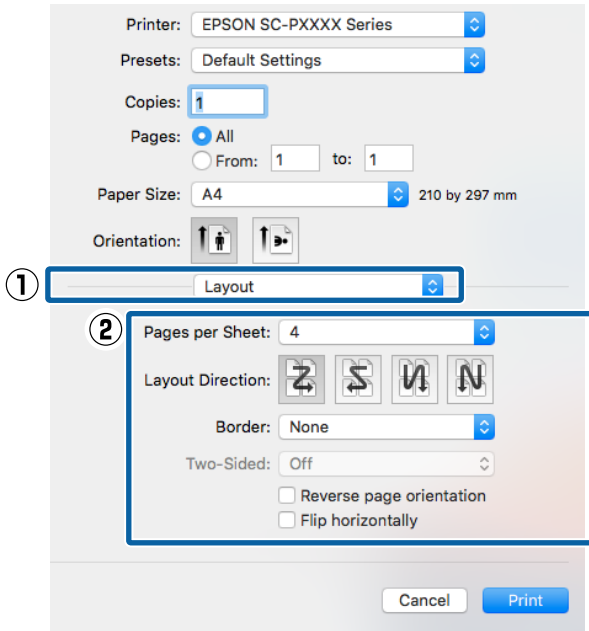 Printer: EPSON SC-PXXXX Series
Presets: Default Settings
Copies: 1
Pages: All
From: 1 to: 1
Paper Size: A4 210 by 297 mm
Orientation:
① Layout
② Pages per Sheet: 4
Layout Direction:
Border: None
Two-Sided: Off
Reverse page orientation
Flip horizontally
Cancel Print